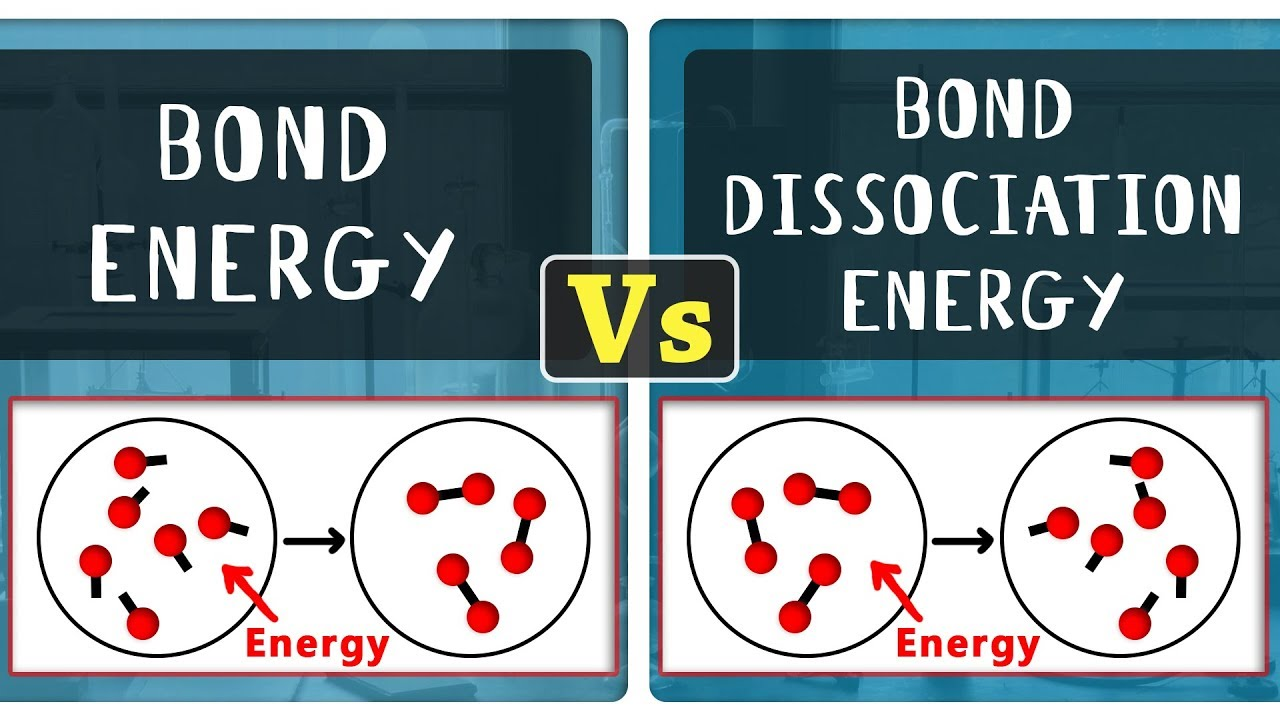 BOND
ENERGY
Vs
BOND
DISSOCIATION
ENERGY
Energy
Energy